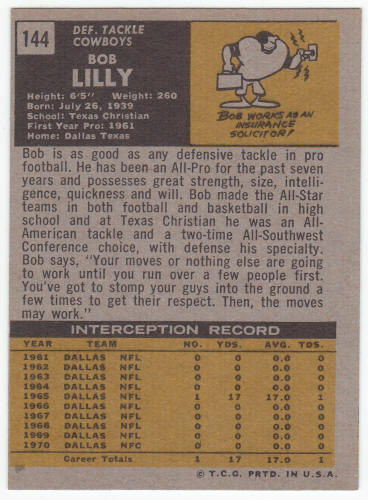 144
DEF. TACKLE
COWBOYS
BOB
LILLY
Height: 6'5" Weight: 260
Born: July 26, 1939
School: Texas Christian
First Year Pro: 1961
Home: Dallas Texas
BOB WORKS AS AN
INSURANCE
SOLICITOR!
Bob is as good as any defensive tackle in pro
football. He has been an All-Pro for the past seven
years and possesses great strength, size, intelli-
gence, quickness and will. Bob made the All-Star
teams in both football and basketball in high
school and at Texas Christian he was an All-
American tackle and a two-time All-Southwest
Conference choice, with defense his specialty.
Bob says, "Your moves or nothing else are going
to work until you run over a few people first.
You've got to stomp your guys into the ground a
few times to get their respect. Then, the moves
may work."
INTERCEPTION RECORD
YEAR TEAM NO. YDS. AVG. TDS.
1961 DALLAS NFL 0 0 0.0 0
1962 DALLAS NFL 0 0 0.0 0
1963 DALLAS NFL 0 0 0.0 0
1964 DALLAS NFL 0 0 0.0 0
1965 DALLAS NFL 1 17 17.0 1
1966 DALLAS NFL 0 0 0.0 0
1967 DALLAS NFL 0 0 0.0 0
1968 DALLAS NFL 0 0 0.0 0
1969 DALLAS NFL 0 0 0.0 0
1970 DALLAS NFC 0 0 0.0 0
Career Totals 1 17 17.0 1
© T.C.G. PRTD. IN U.S.A.